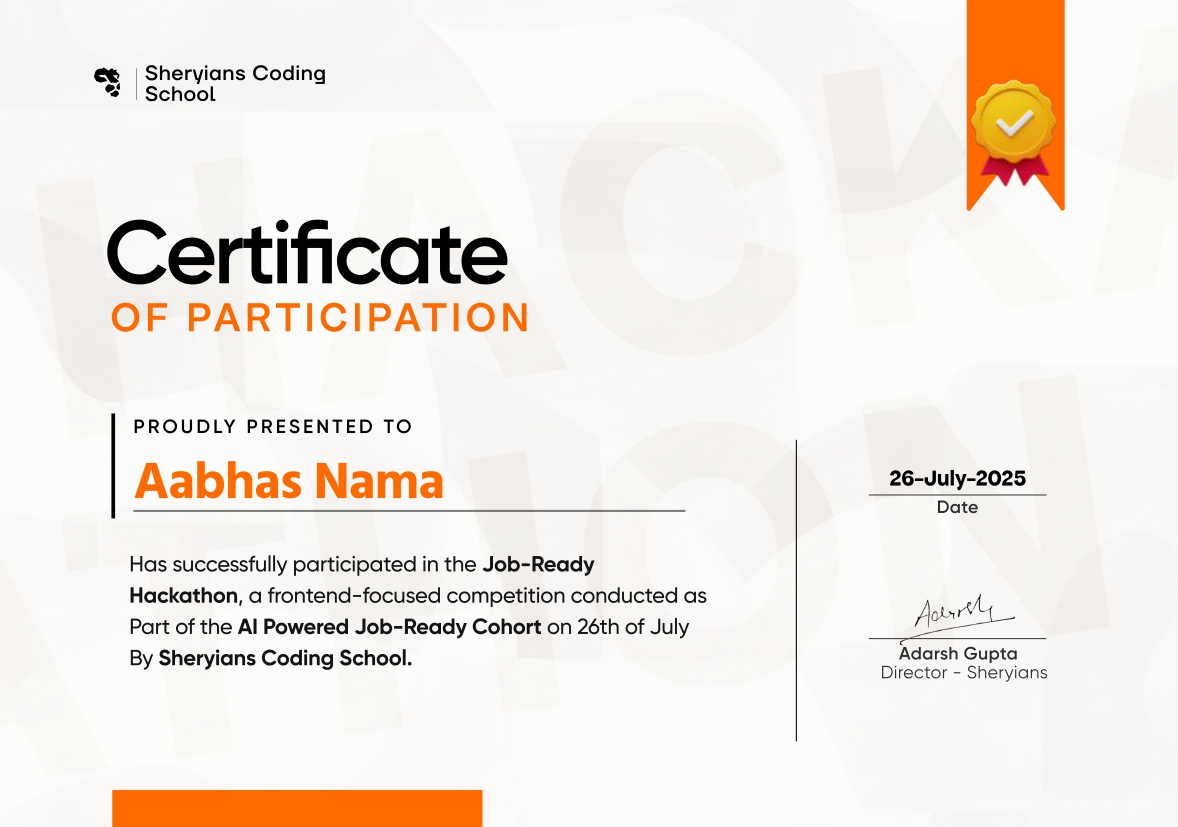 Sheryians Coding
School
Certificate
OF PARTICIPATION
PROUDLY PRESENTED TO
Aabhas Nama
Has successfully participated in the Job-Ready
Hackathon, a frontend-focused competition conducted as
Part of the AI Powered Job-Ready Cohort on 26th of July
By Sheryians Coding School.
26-July-2025
Date
Adarsh
Adarsh Gupta
Director - Sheryians
HACKA
ATHION